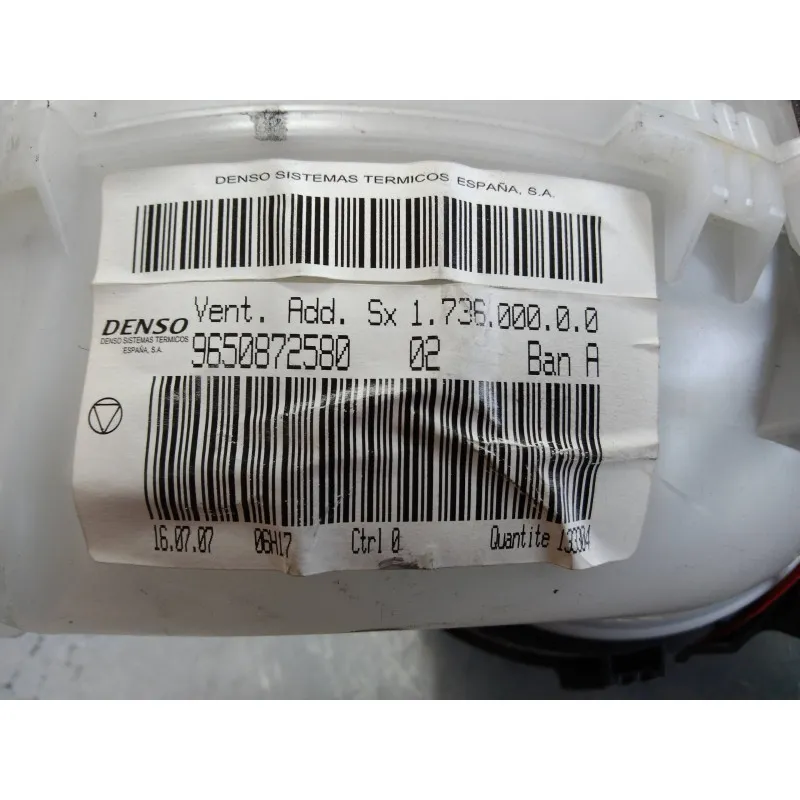 DENSO SISTEMAS TERMICOS ESPAÑA, S.A.
Vent. Add. Sx 1.736.000.0.0
DENSO
DENSO SISTEMAS TERMICOS
ESPAÑA, S.A.
9650872580 02 Ban A
16.07.07 06H17 Ctrl 0 Quantite 133304